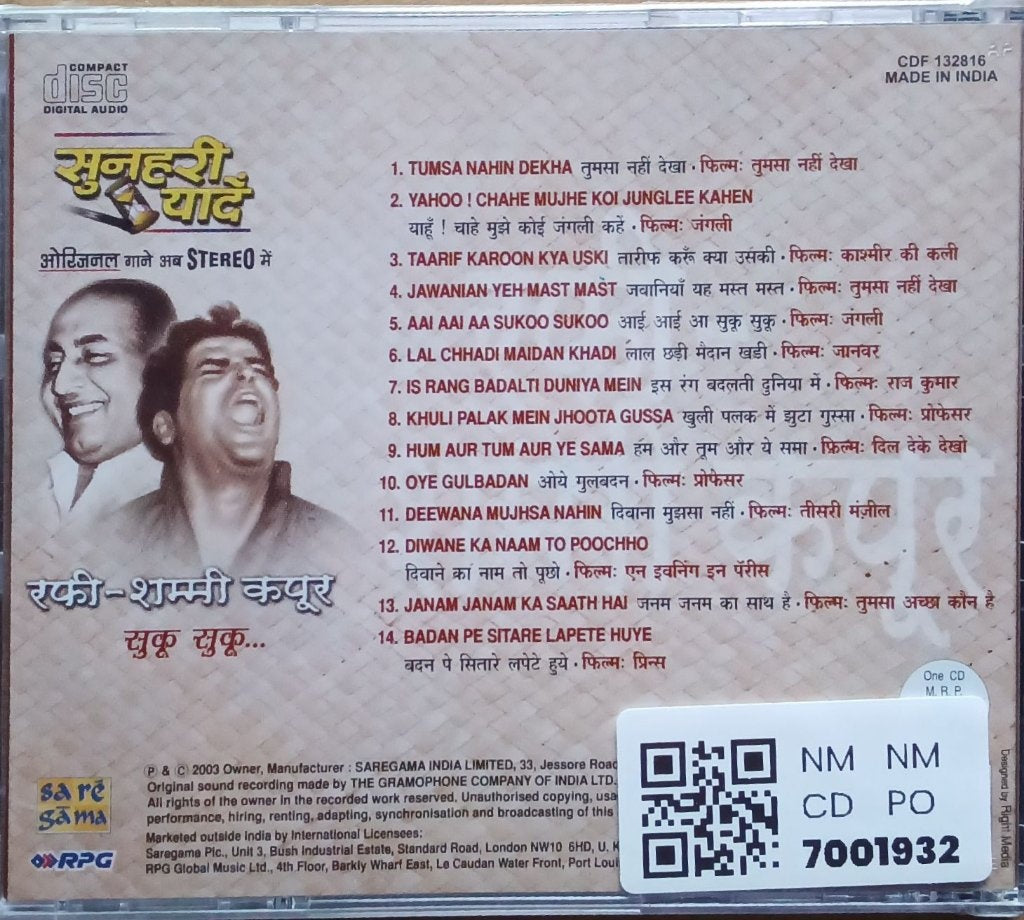 COMPACT
disc
DIGITAL AUDIO
CDF 132816
MADE IN INDIA
सुनहरी
यादें
ओरिजनल गाने अब STEREO में
1. TUMSA NAHIN DEKHA तुमसा नहीं देखा · फिल्मः तुमसा नहीं देखा
2. YAHOO ! CHAHE MUJHE KOI JUNGLEE KAHEN
याहूँ ! चाहे मुझे कोई जंगली कहें · फिल्मः जंगली
3. TAARIF KAROON KYA USKI तारीफ करूँ क्या उसकी · फिल्मः काश्मीर की कली
4. JAWANIAN YEH MAST MAST जवानियाँ यह मस्त मस्त · फिल्मः तुमसा नहीं देखा
5. AAI AAI AA SUKOO SUKOO आई आई आ सुकू सुकू · फिल्मः जंगली
6. LAL CHHADI MAIDAN KHADI लाल छड़ी मैदान खडी · फिल्मः जानवर
7. IS RANG BADALTI DUNIYA MEIN इस रंग बदलती दुनिया में · फिल्मः राज कुमार
8. KHULI PALAK MEIN JHOOTA GUSSA खुली पलक में झुटा गुस्सा · फिल्मः प्रोफेसर
9. HUM AUR TUM AUR YE SAMA हम और तूम और ये समा · फ़िल्मः दिल देके देखो
10. OYE GULBADAN ओये गुलबदन · फिल्मः प्रोफेसर
11. DEEWANA MUJHSA NAHIN दिवाना मुझसा नहीं · फिल्मः तीसरी मंज़ील
12. DIWANE KA NAAM TO POOCHHO
दिवाने का नाम तो पूछो · फिल्मः एन इवनिंग इन पॅरीस
13. JANAM JANAM KA SAATH HAI जनम जनम का साथ है · फिल्मः तुमसा अच्छा कौन है
14. BADAN PE SITARE LAPETE HUYE
बदन पे सितारे लपेटे हुये · फिल्मः प्रिन्स
रफी-शम्मी कपूर
सुकू सुकू...
कपूर
One CD
M. R. P.
sa re
ga ma
RPG
Ⓟ & © 2003 Owner, Manufacturer : SAREGAMA INDIA LIMITED, 33, Jessore Road
Original sound recording made by THE GRAMOPHONE COMPANY OF INDIA LTD.
All rights of the owner in the recorded work reserved. Unauthorised copying, usa
performance, hiring, renting, adapting, synchronisation and broadcasting of this
Marketed outside India by International Licensees:
Saregama Plc., Unit 3, Bush Industrial Estate, Standard Road, London NW10 6HD, U. K
RPG Global Music Ltd., 4th Floor, Barkly Wharf East, Le Caudan Water Front, Port Loui
NM NM
CD PO
7001932
Designed by Right Media